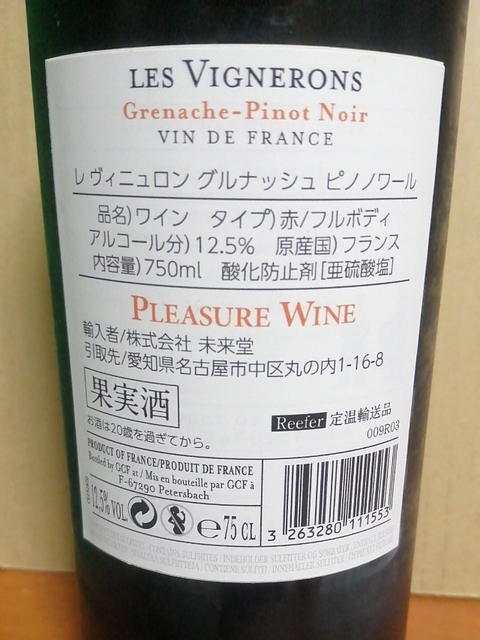 LES VIGNERONS
Grenache-Pinot Noir
VIN DE FRANCE
レ ヴィニュロン グルナッシュ ピノノワール
品名)ワイン タイプ)赤/フルボディ
アルコール分)12.5% 原産国)フランス
内容量)750ml 酸化防止剤[亜硫酸塩]
PLEASURE WINE
輸入者/株式会社 未来堂
引取先/愛知県名古屋市中区丸の内1-16-8
果実酒
お酒は20歳を過ぎてから。
Reefer 定温輸送品
009R03
PRODUCT OF FRANCE/PRODUIT DE FRANCE
Bottled by GCF at / Mis en bouteille par GCF à
F-67290 Petersbach
12,5% VOL.
℮ 75 CL
3 263280 111553